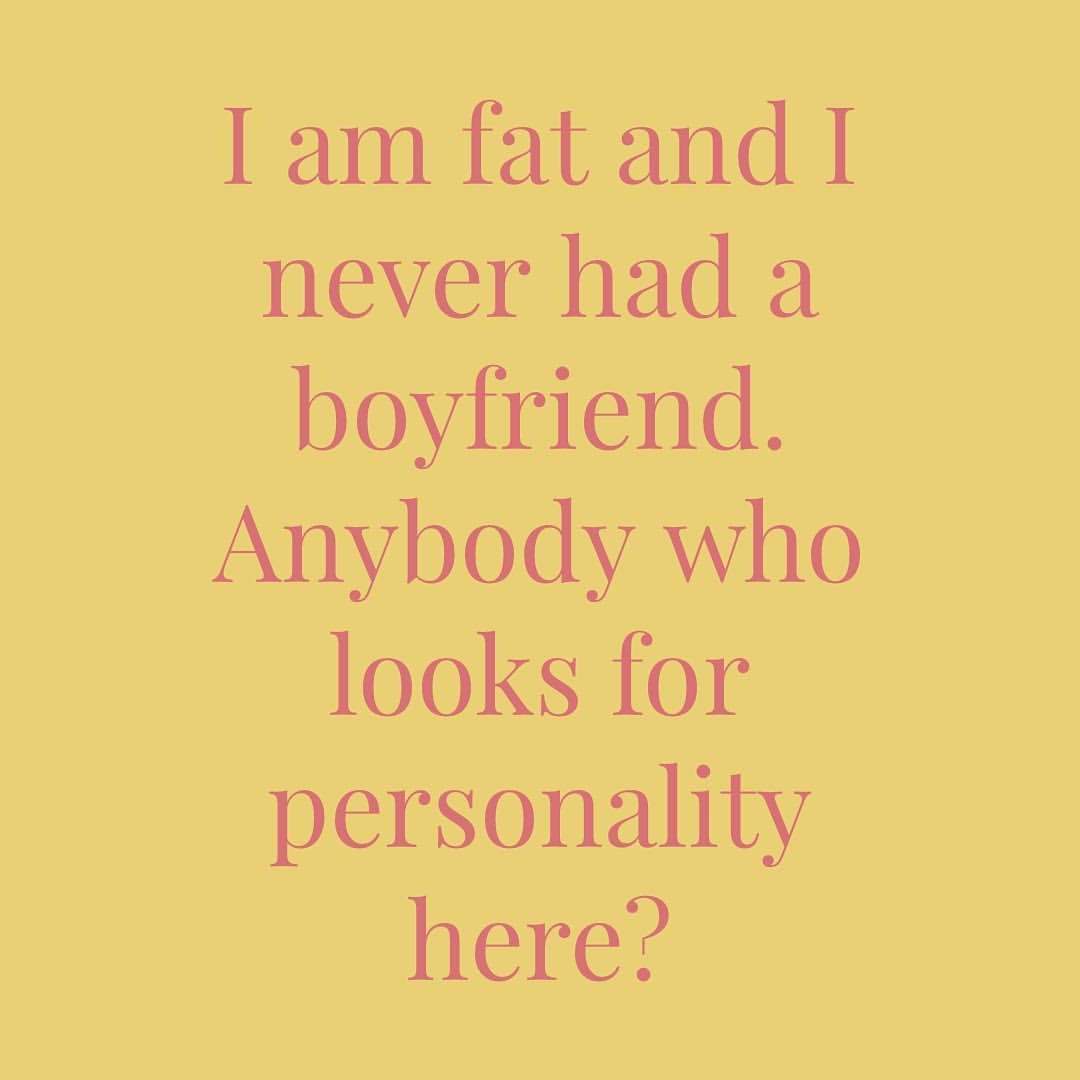 I am fat and I
never had a
boyfriend.
Anybody who
looks for
personality
here?